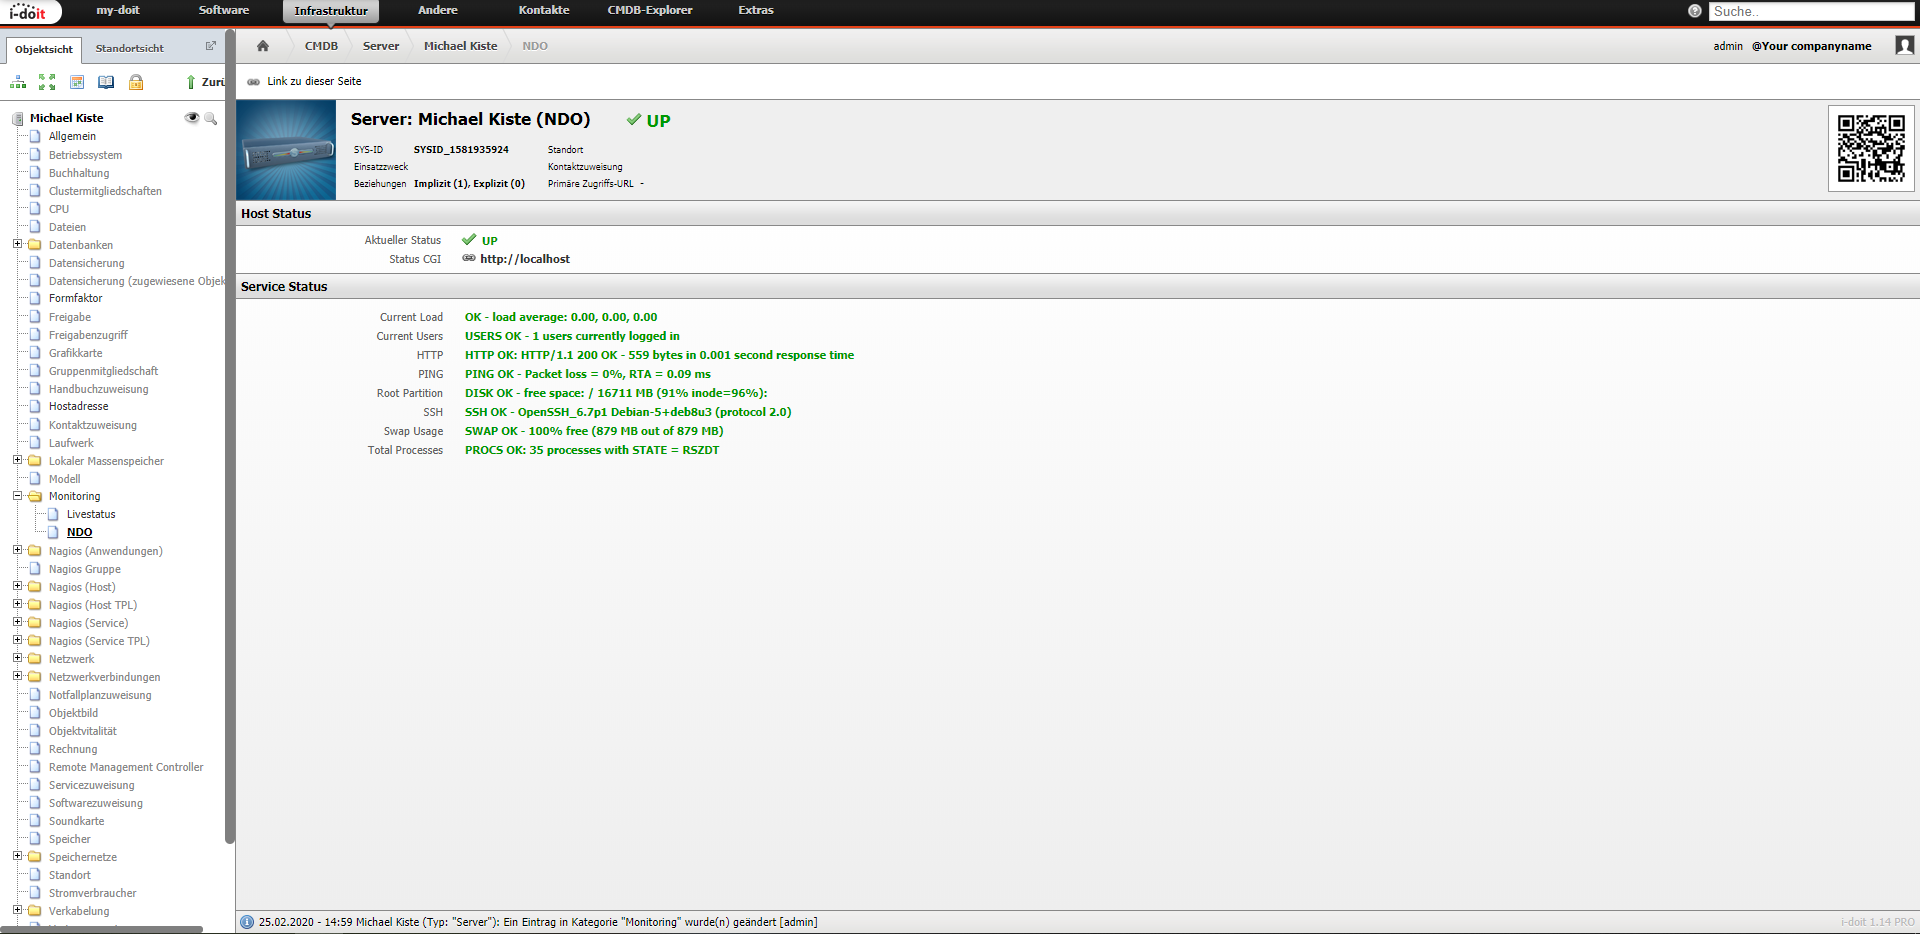 i-doit
my-doit
Software
Infrastruktur
Andere
Kontakte
CMDB-Explorer
Extras
Suche..
Objektsicht
Standortsicht
CMDB
Server
Michael Kiste
NDO
admin @Your companyname
Zurü
Link zu dieser Seite
Michael Kiste
Allgemein
Betriebssystem
Buchhaltung
Clustermitgliedschaften
CPU
Dateien
Datenbanken
Datensicherung
Datensicherung (zugewiesene Objek
Formfaktor
Freigabe
Freigabenzugriff
Grafikkarte
Gruppenmitgliedschaft
Handbuchzuweisung
Hostadresse
Kontaktzuweisung
Laufwerk
Lokaler Massenspeicher
Modell
Monitoring
Livestatus
NDO
Nagios (Anwendungen)
Nagios Gruppe
Nagios (Host)
Nagios (Host TPL)
Nagios (Service)
Nagios (Service TPL)
Netzwerk
Netzwerkverbindungen
Notfallplanzuweisung
Objektbild
Objektvitalität
Rechnung
Remote Management Controller
Servicezuweisung
Softwarezuweisung
Soundkarte
Speicher
Speichernetze
Standort
Stromverbraucher
Verkabelung
Server: Michael Kiste (NDO) UP
SYS-ID SYSID_1581935924 Standort
Einsatzzweck Kontaktzuweisung
Beziehungen Implizit (1), Explizit (0) Primäre Zugriffs-URL -
Host Status
Aktueller Status UP
Status CGI http://localhost
Service Status
Current Load OK - load average: 0.00, 0.00, 0.00
Current Users USERS OK - 1 users currently logged in
HTTP HTTP OK: HTTP/1.1 200 OK - 559 bytes in 0.001 second response time
PING PING OK - Packet loss = 0%, RTA = 0.09 ms
Root Partition DISK OK - free space: / 16711 MB (91% inode=96%):
SSH SSH OK - OpenSSH_6.7p1 Debian-5+deb8u3 (protocol 2.0)
Swap Usage SWAP OK - 100% free (879 MB out of 879 MB)
Total Processes PROCS OK: 35 processes with STATE = RSZDT
25.02.2020 - 14:59 Michael Kiste (Typ: "Server"): Ein Eintrag in Kategorie "Monitoring" wurde(n) geändert [admin]
i-doit 1.14 PRO